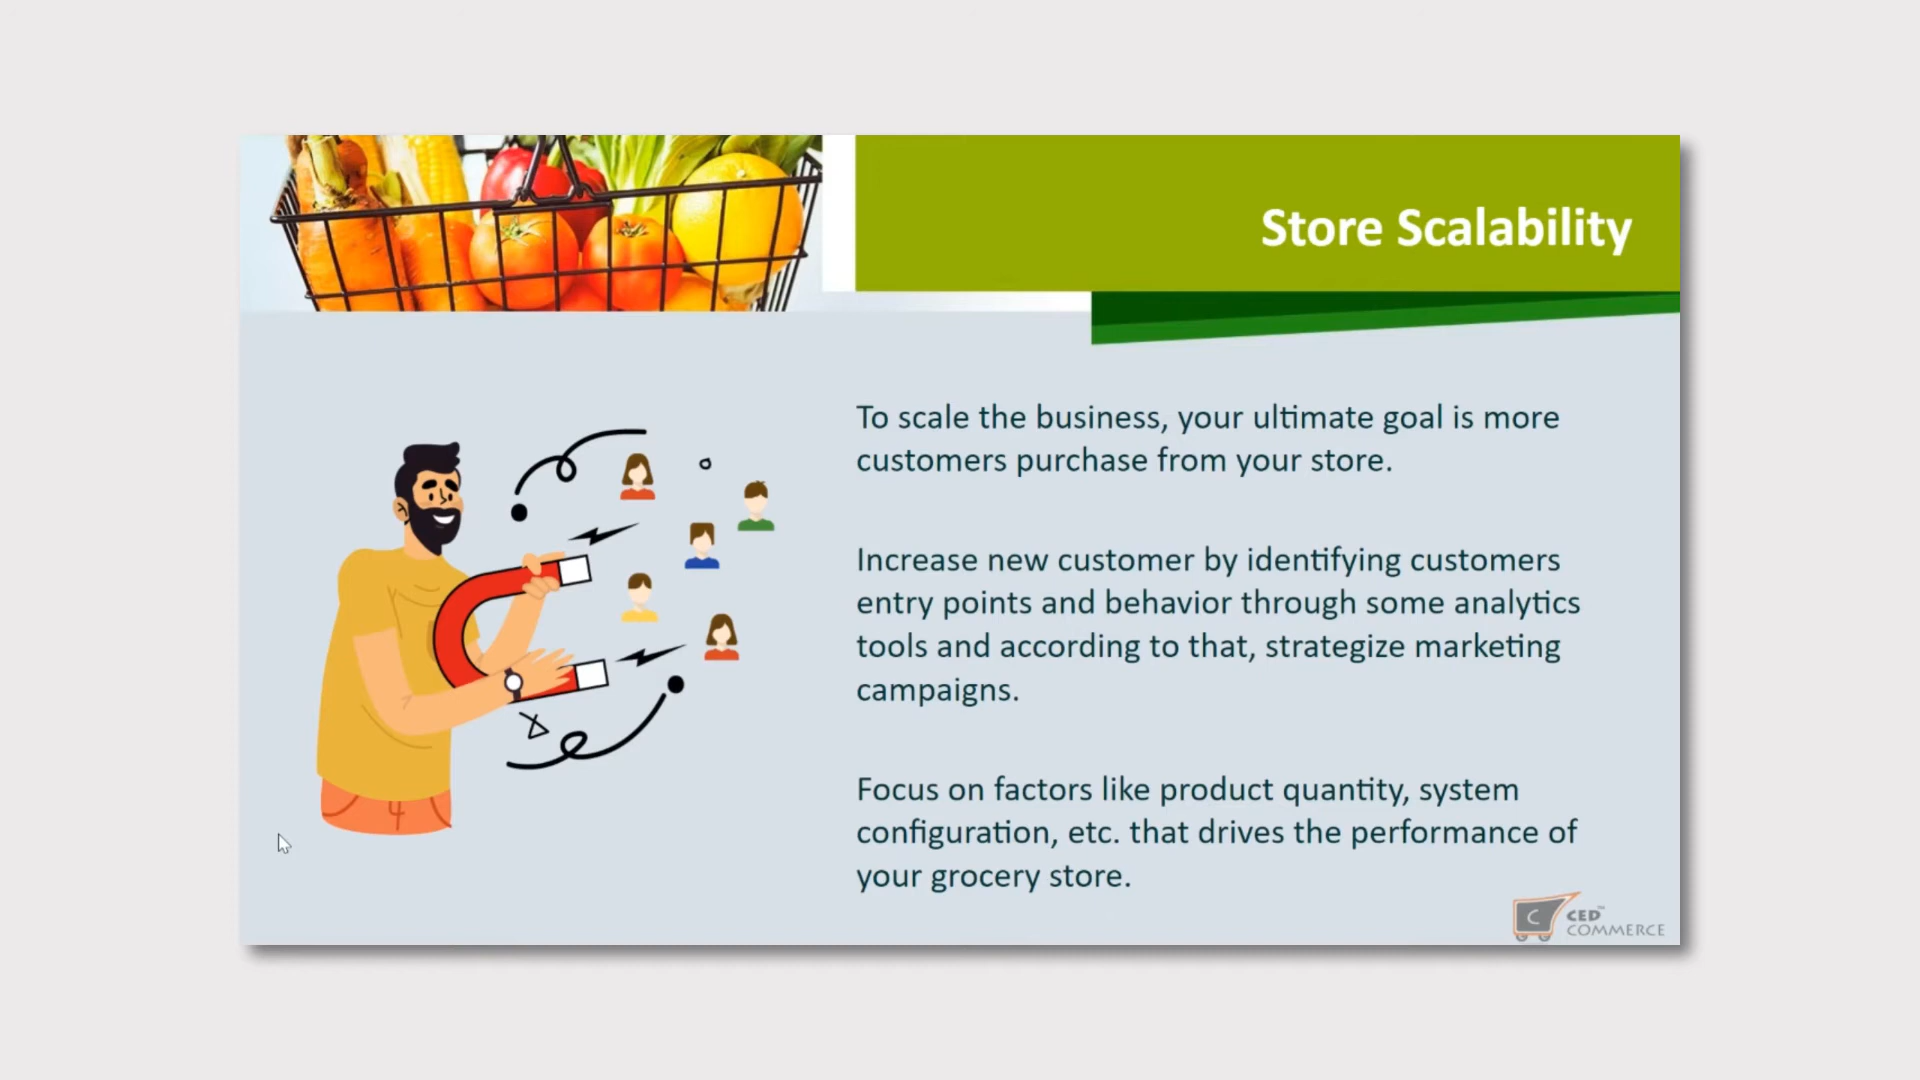 Store Scalability
To scale the business, your ultimate goal is more
customers purchase from your store.
Increase new customer by identifying customers
entry points and behavior through some analytics
tools and according to that, strategize marketing
campaigns.
Focus on factors like product quantity, system
configuration, etc. that drives the performance of
your grocery store.
C
CED™
COMMERCE